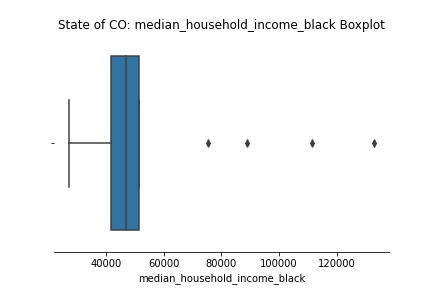 State of CO: median_household_income_black Boxplot
-
40000 60000 80000 100000 120000
median_household_income_black